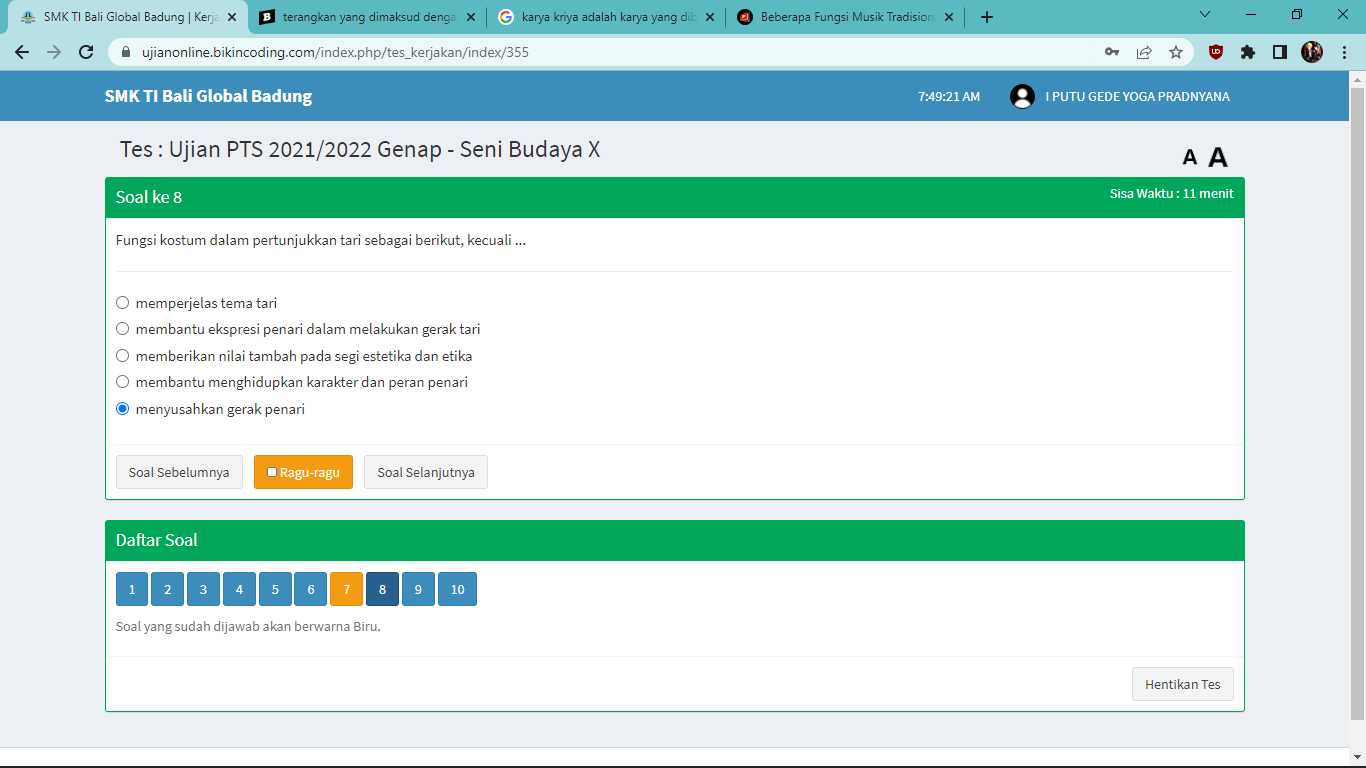 SMK TI Bali Global Badung | Kerja
terangkan yang dimaksud denga
karya kriya adalah karya yang dib
Beberapa Fungsi Musik Tradision
ujianonline.bikincoding.com/index.php/tes_kerjakan/index/355
SMK TI Bali Global Badung
7:49:21 AM
I PUTU GEDE YOGA PRADNYANA
Tes : Ujian PTS 2021/2022 Genap - Seni Budaya X
A A
Soal ke 8
Sisa Waktu : 11 menit
Fungsi kostum dalam pertunjukkan tari sebagai berikut, kecuali ...
memperjelas tema tari
membantu ekspresi penari dalam melakukan gerak tari
memberikan nilai tambah pada segi estetika dan etika
membantu menghidupkan karakter dan peran penari
menyusahkan gerak penari
Soal Sebelumnya
Ragu-ragu
Soal Selanjutnya
Daftar Soal
1 2 3 4 5 6 7 8 9 10
Soal yang sudah dijawab akan berwarna Biru.
Hentikan Tes